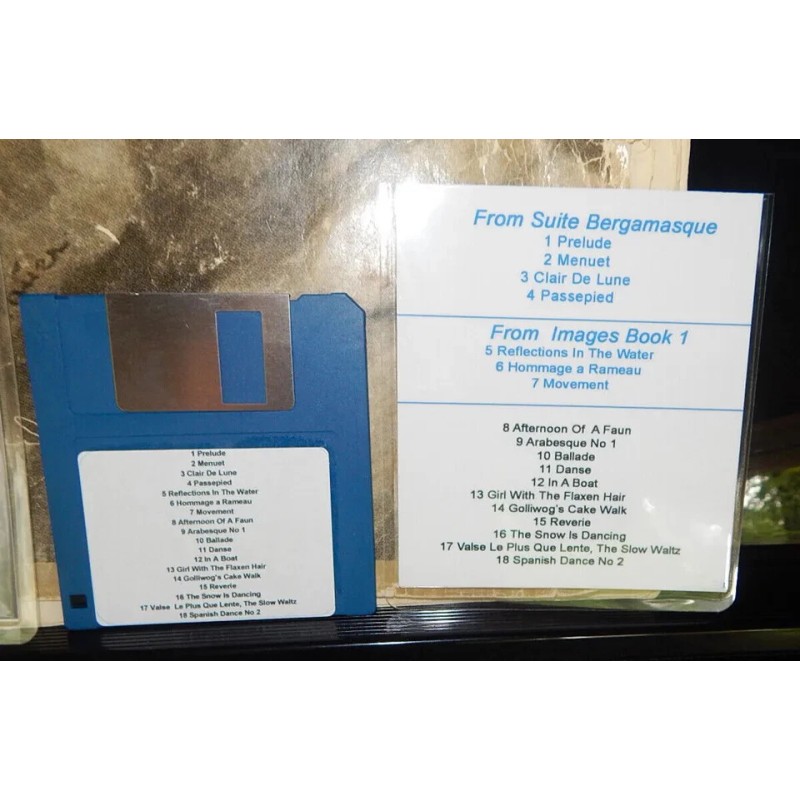 1 Prelude
2 Menuet
3 Clair De Lune
4 Passepied
5 Reflections In The Water
6 Hommage a Rameau
7 Movement
8 Afternoon Of A Faun
9 Arabesque No 1
10 Ballade
11 Danse
12 In A Boat
13 Girl With The Flaxen Hair
14 Golliwog's Cake Walk
15 Reverie
16 The Snow Is Dancing
17 Valse Le Plus Que Lente, The Slow Waltz
18 Spanish Dance No 2
From Suite Bergamasque
1 Prelude
2 Menuet
3 Clair De Lune
4 Passepied
From Images Book 1
5 Reflections In The Water
6 Hommage a Rameau
7 Movement
8 Afternoon Of A Faun
9 Arabesque No 1
10 Ballade
11 Danse
12 In A Boat
13 Girl With The Flaxen Hair
14 Golliwog's Cake Walk
15 Reverie
16 The Snow Is Dancing
17 Valse Le Plus Que Lente, The Slow Waltz
18 Spanish Dance No 2